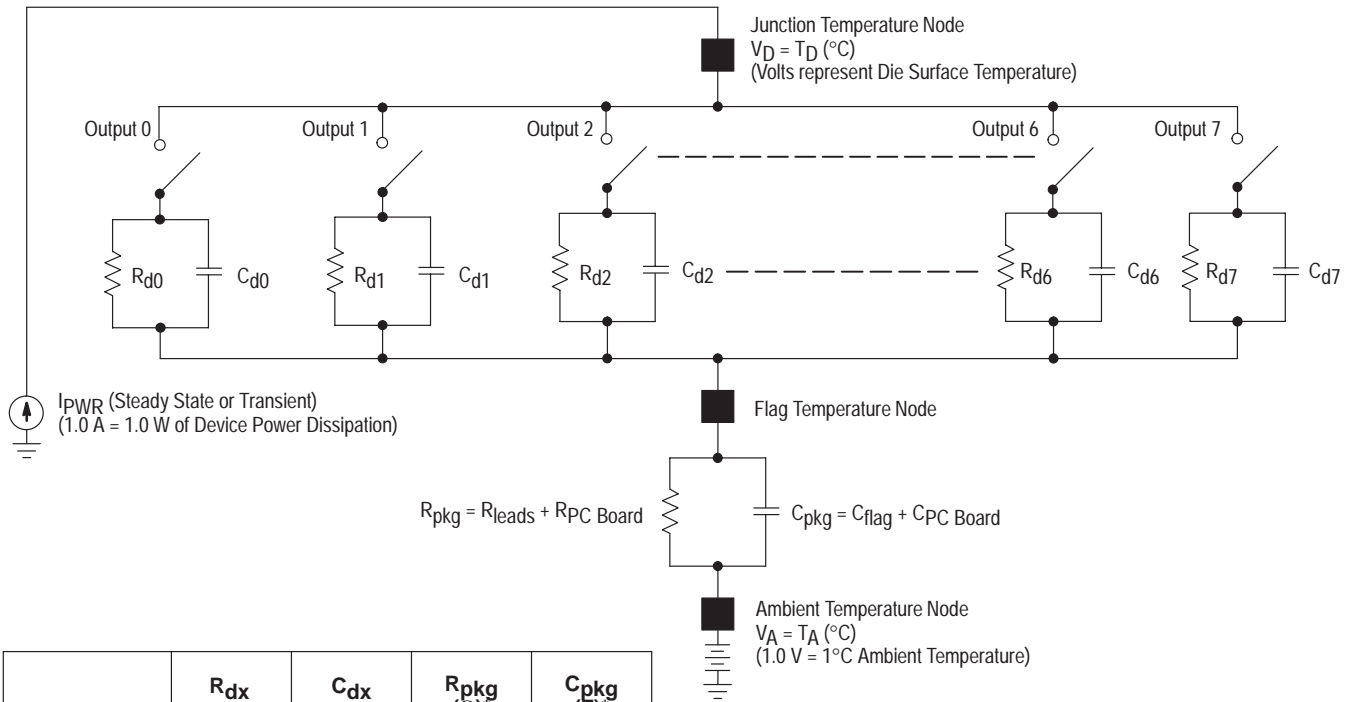 Junction Temperature Node
VD = TD (°C)
(Volts represent Die Surface Temperature)
Output 0
Output 1
Output 2
Output 6
Output 7
Rd0
Cd0
Rd1
Cd1
Rd2
Cd2
Rd6
Cd6
Rd7
Cd7
IPWR (Steady State or Transient)
(1.0 A = 1.0 W of Device Power Dissipation)
Flag Temperature Node
Rpkg = Rleads + RPC Board
Cpkg = Cflag + CPC Board
Ambient Temperature Node
VA = TA (°C)
(1.0 V = 1°C Ambient Temperature)
Rdx
Cdx
Rpkg
Cpkg